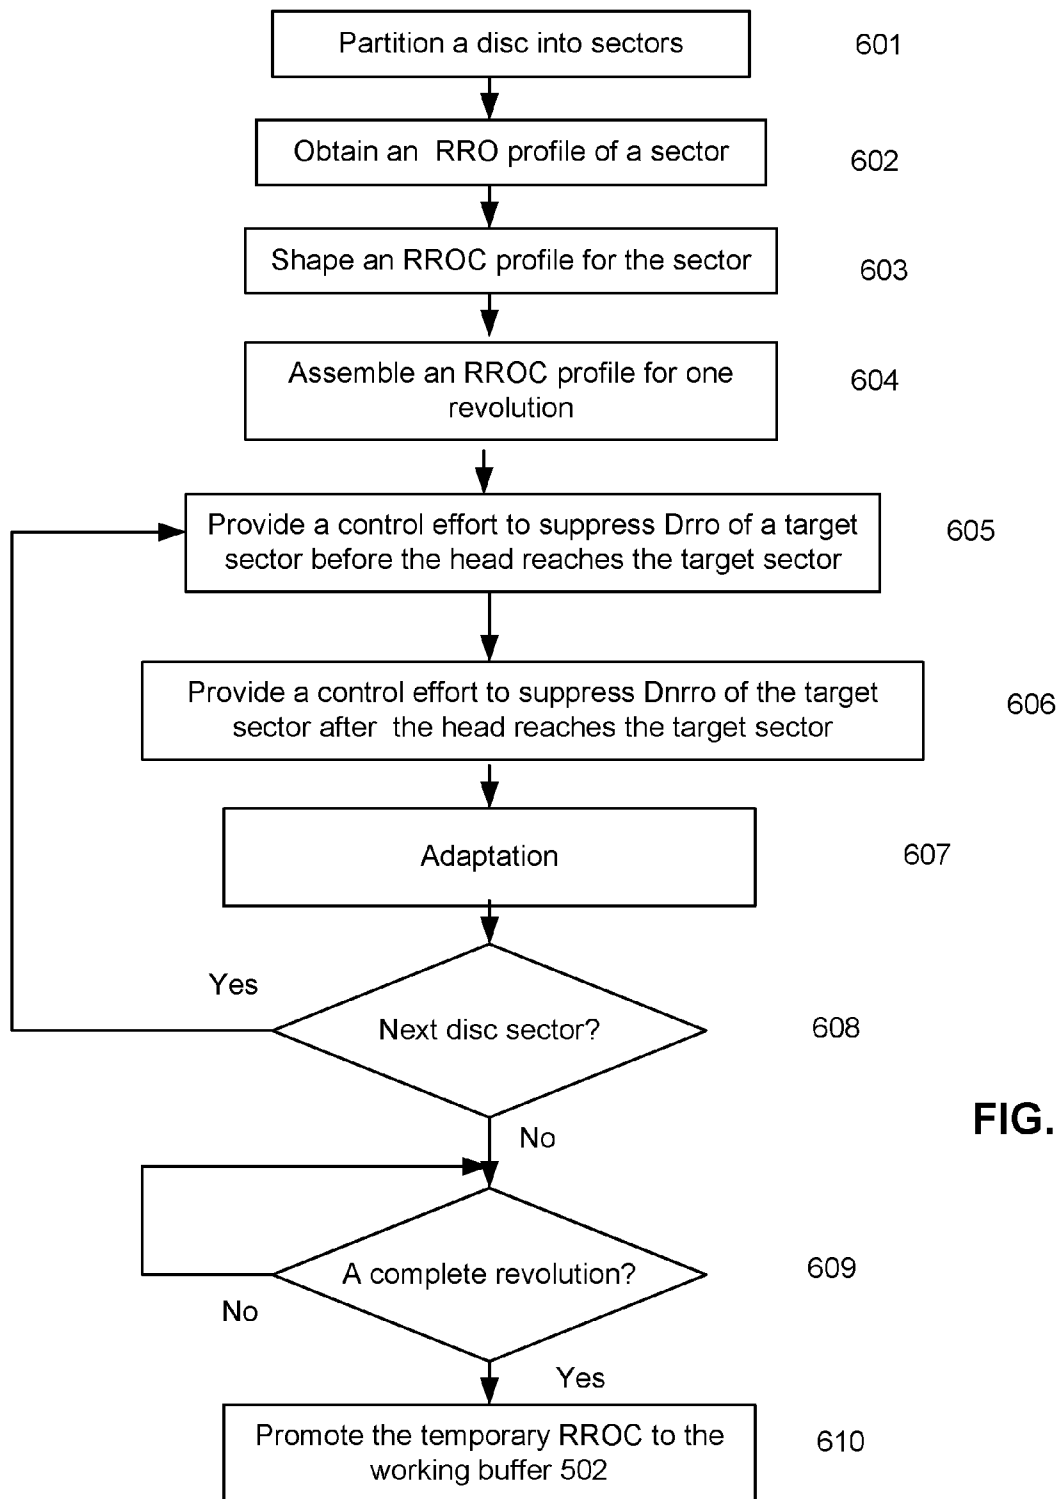 Partition a disc into sectors
601
Obtain an RRO profile of a sector
602
Shape an RROC profile for the sector
603
Assemble an RROC profile for one
revolution
604
Provide a control effort to suppress Drro of a target
sector before the head reaches the target sector
605
Provide a control effort to suppress Dnrro of the target
sector after the head reaches the target sector
606
Adaptation
607
Yes
Next disc sector?
608
No
FIG.
A complete revolution?
609
No
Yes
Promote the temporary RROC to the
working buffer 502
610